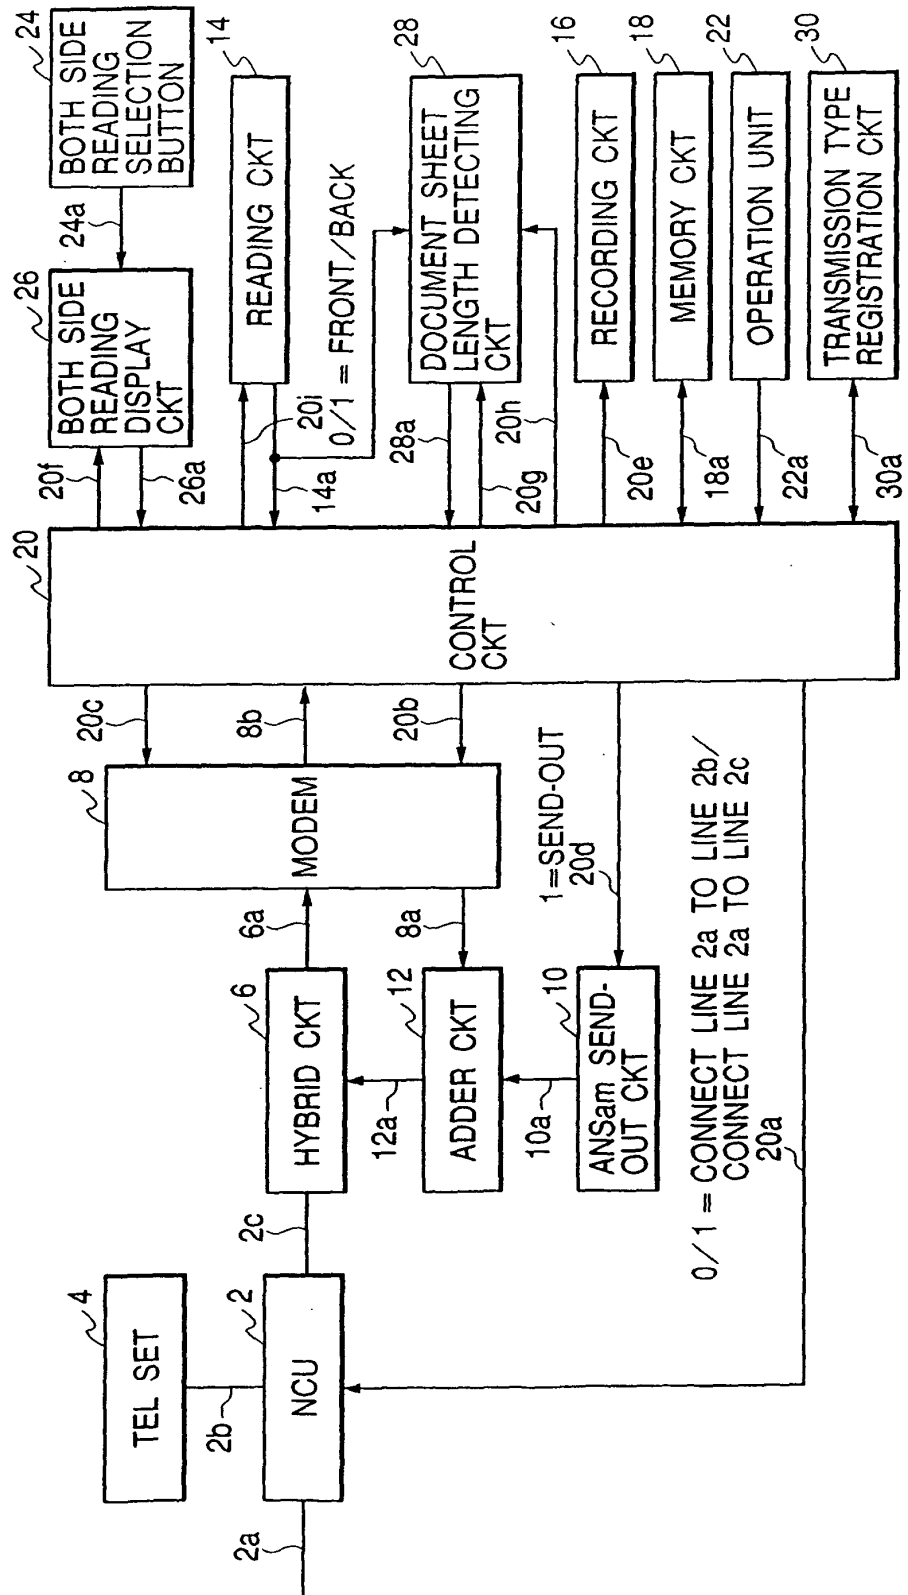 24
BOTH SIDE
READING
SELECTION
BUTTON
24a
26
BOTH SIDE
READING
DISPLAY
CKT
20f
26a
14
READING CKT
20i
14a
0/1 = FRONT/BACK
28
DOCUMENT SHEET
LENGTH DETECTING
CKT
28a
20g
20h
16
RECORDING CKT
20e
18
MEMORY CKT
18a
22
OPERATION UNIT
22a
30
TRANSMISSION TYPE
REGISTRATION CKT
30a
20
CONTROL
CKT
20c
8b
20b
8
MODEM
1=SEND-OUT
20d
6a
8a
6
HYBRID CKT
12
ADDER CKT
12a
10
ANSam SEND-
OUT CKT
10a
0/1 = CONNECT LINE 2a TO LINE 2b/
CONNECT LINE 2a TO LINE 2c
20a
2c
4
TEL SET
2b
2
NCU
2a